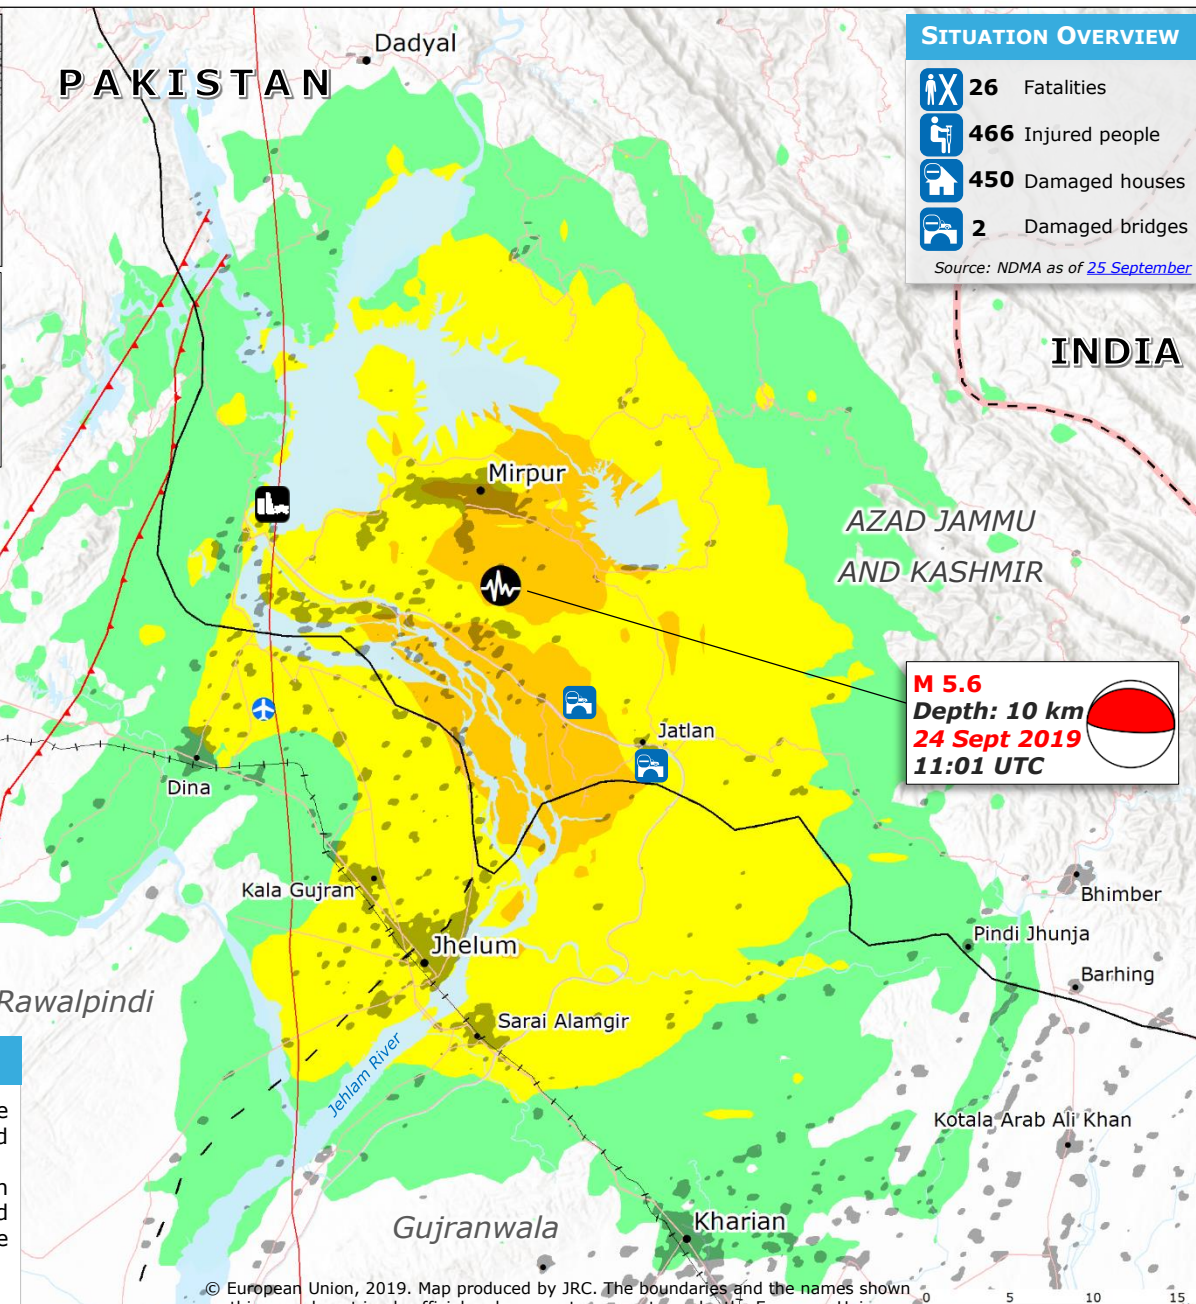 PAKISTAN
Dadyal
SITUATION OVERVIEW
26 Fatalities
466 Injured people
450 Damaged houses
2 Damaged bridges
Source: NDMA as of 25 September
INDIA
Mirpur
AZAD JAMMU
AND KASHMIR
M 5.6
Depth: 10 km
24 Sept 2019
11:01 UTC
Jatlan
Dina
Kala Gujran
Bhimber
Jhelum
Pindi Jhunja
Barhing
Rawalpindi
Sarai Alamgir
Jehlam River
Kotala Arab Ali Khan
Gujranwala
Kharian
© European Union, 2019. Map produced by JRC. The boundaries and the names shown
0 5 10 15